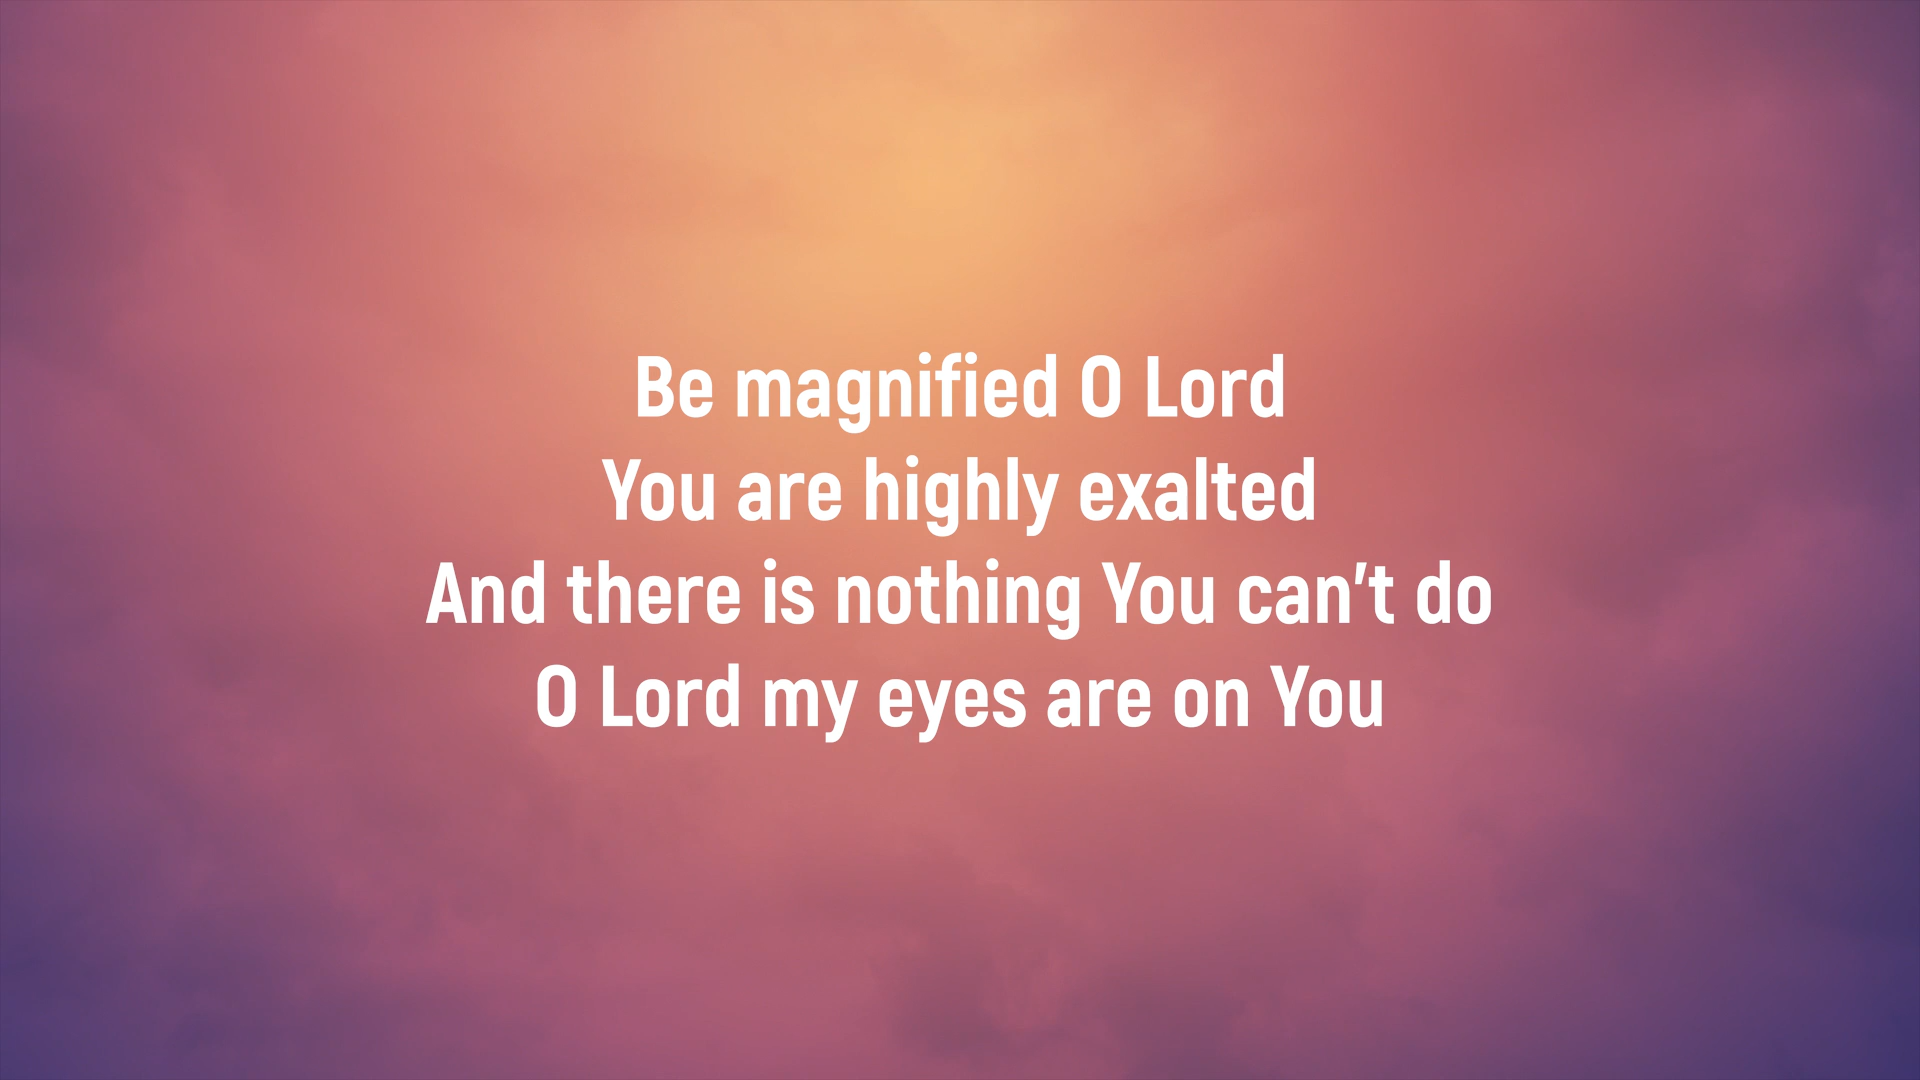 Be magnified O Lord
You are highly exalted
And there is nothing You can't do
O Lord my eyes are on You